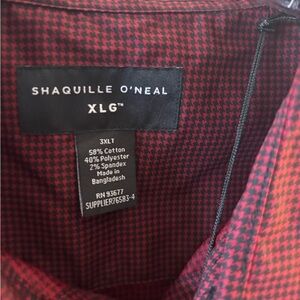 SHAQUILLE O'NEAL
XLG™
3XLT
58% Cotton
40% Polyester
2% Spandex
Made in
Bangladesh
RN 93677
SUPPLIER76583-4